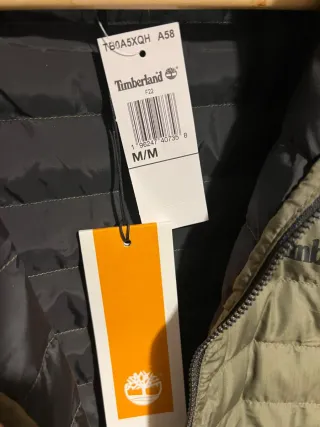 TB0A5XQH A58
Timberland
F22
1 96247 40735 8
M/M